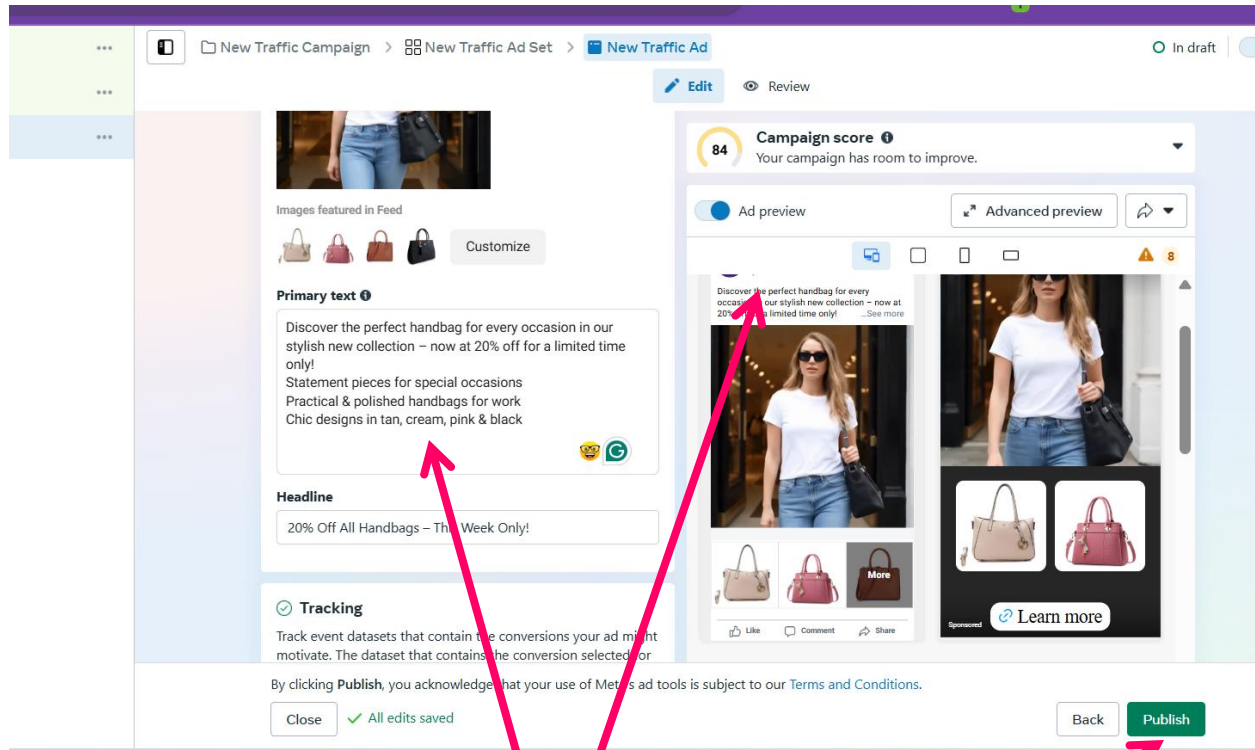 New Traffic Campaign > New Traffic Ad Set > New Traffic Ad
In draft
Edit
Review
Images featured in Feed
Customize
Primary text
Discover the perfect handbag for every occasion in our
stylish new collection – now at 20% off for a limited time
only!
Statement pieces for special occasions
Practical & polished handbags for work
Chic designs in tan, cream, pink & black
Headline
20% Off All Handbags – This Week Only!
Tracking
Track event datasets that contain the conversions your ad might
motivate. The dataset that contains the conversion selected for
84
Campaign score
Your campaign has room to improve.
Ad preview
Advanced preview
8
Discover the perfect handbag for every
occasion in our stylish new collection – now at
20% off for a limited time only! ...See more
More
Like
Comment
Share
Sponsored
Learn more
By clicking Publish, you acknowledge that your use of Meta's ad tools is subject to our Terms and Conditions.
Close
All edits saved
Back
Publish